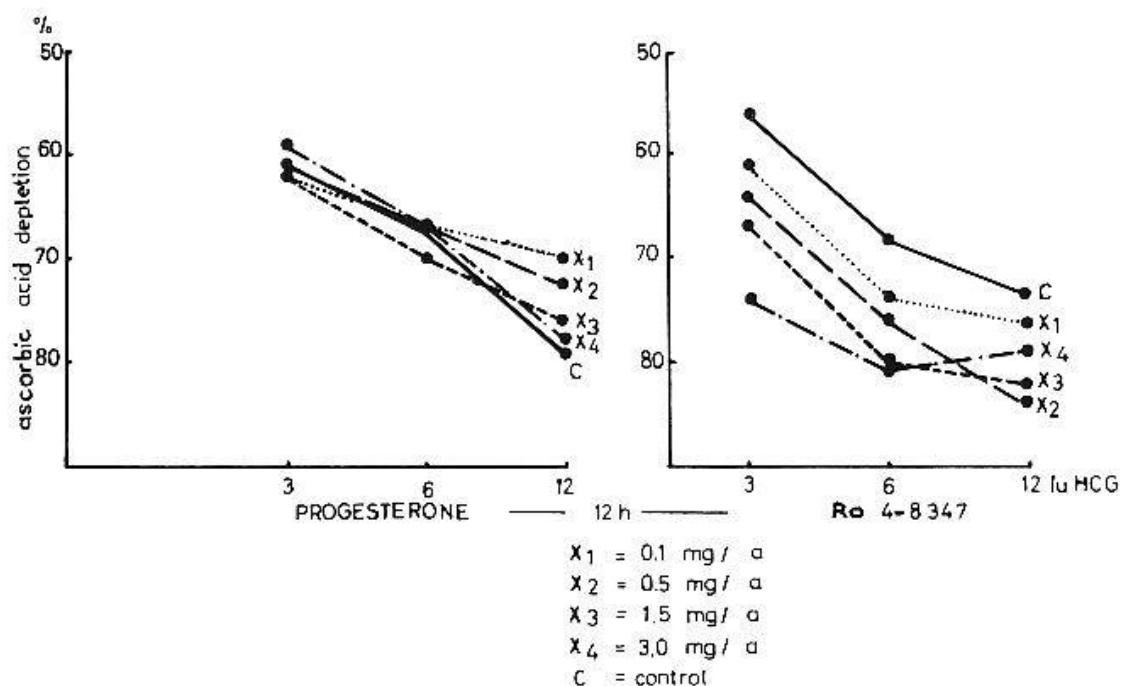 %
50
60
70
80
ascorbic acid depletion
X1
X2
X3
X4
C
3 6 12
PROGESTERONE
50
60
70
80
C
X1
X4
X3
X2
3 6 12 Iu HCG
12 h
Ro 4-8347
X1 = 0.1 mg/ a
X2 = 0.5 mg/ a
X3 = 1.5 mg/ a
X4 = 3,0 mg/ a
C = control